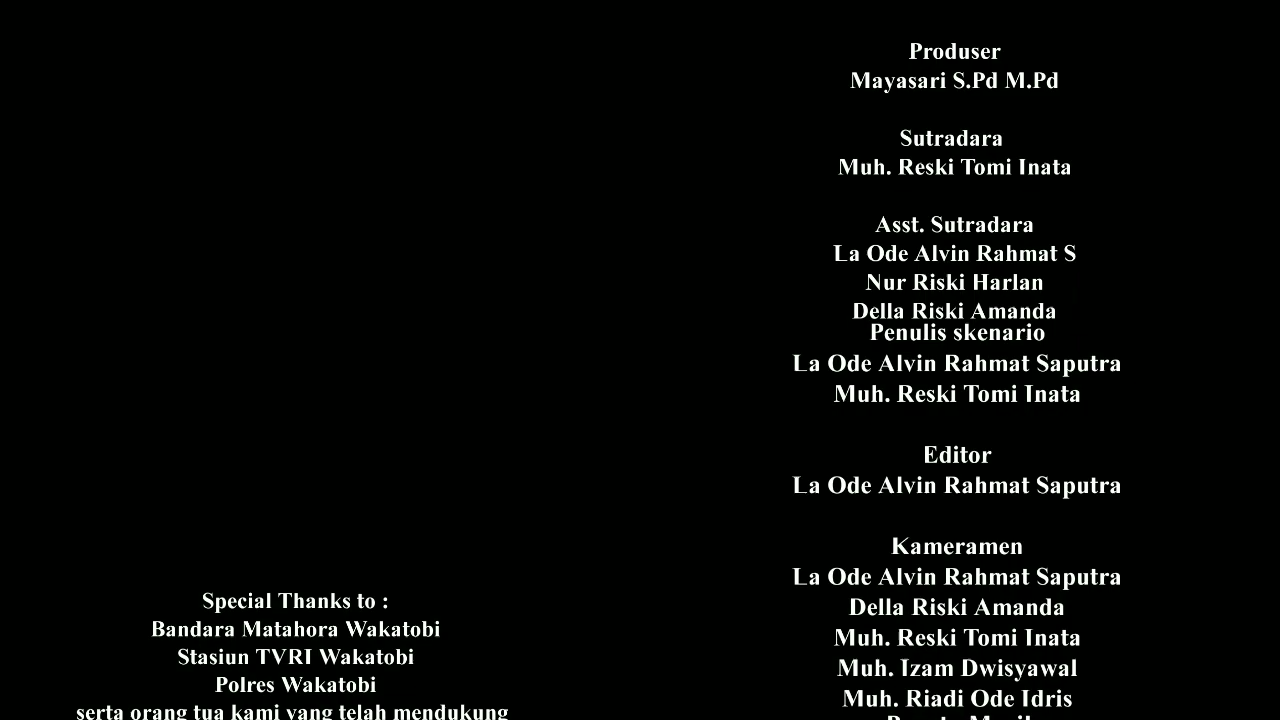 Produser
Mayasari S.Pd M.Pd
Sutradara
Muh. Reski Tomi Inata
Asst. Sutradara
La Ode Alvin Rahmat S
Nur Riski Harlan
Della Riski Amanda
Penulis skenario
La Ode Alvin Rahmat Saputra
Muh. Reski Tomi Inata
Editor
La Ode Alvin Rahmat Saputra
Kameramen
La Ode Alvin Rahmat Saputra
Della Riski Amanda
Muh. Reski Tomi Inata
Muh. Izam Dwisyawal
Muh. Riadi Ode Idris
Special Thanks to :
Bandara Matahora Wakatobi
Stasiun TVRI Wakatobi
Polres Wakatobi
serta orang tua kami yang telah mendukung